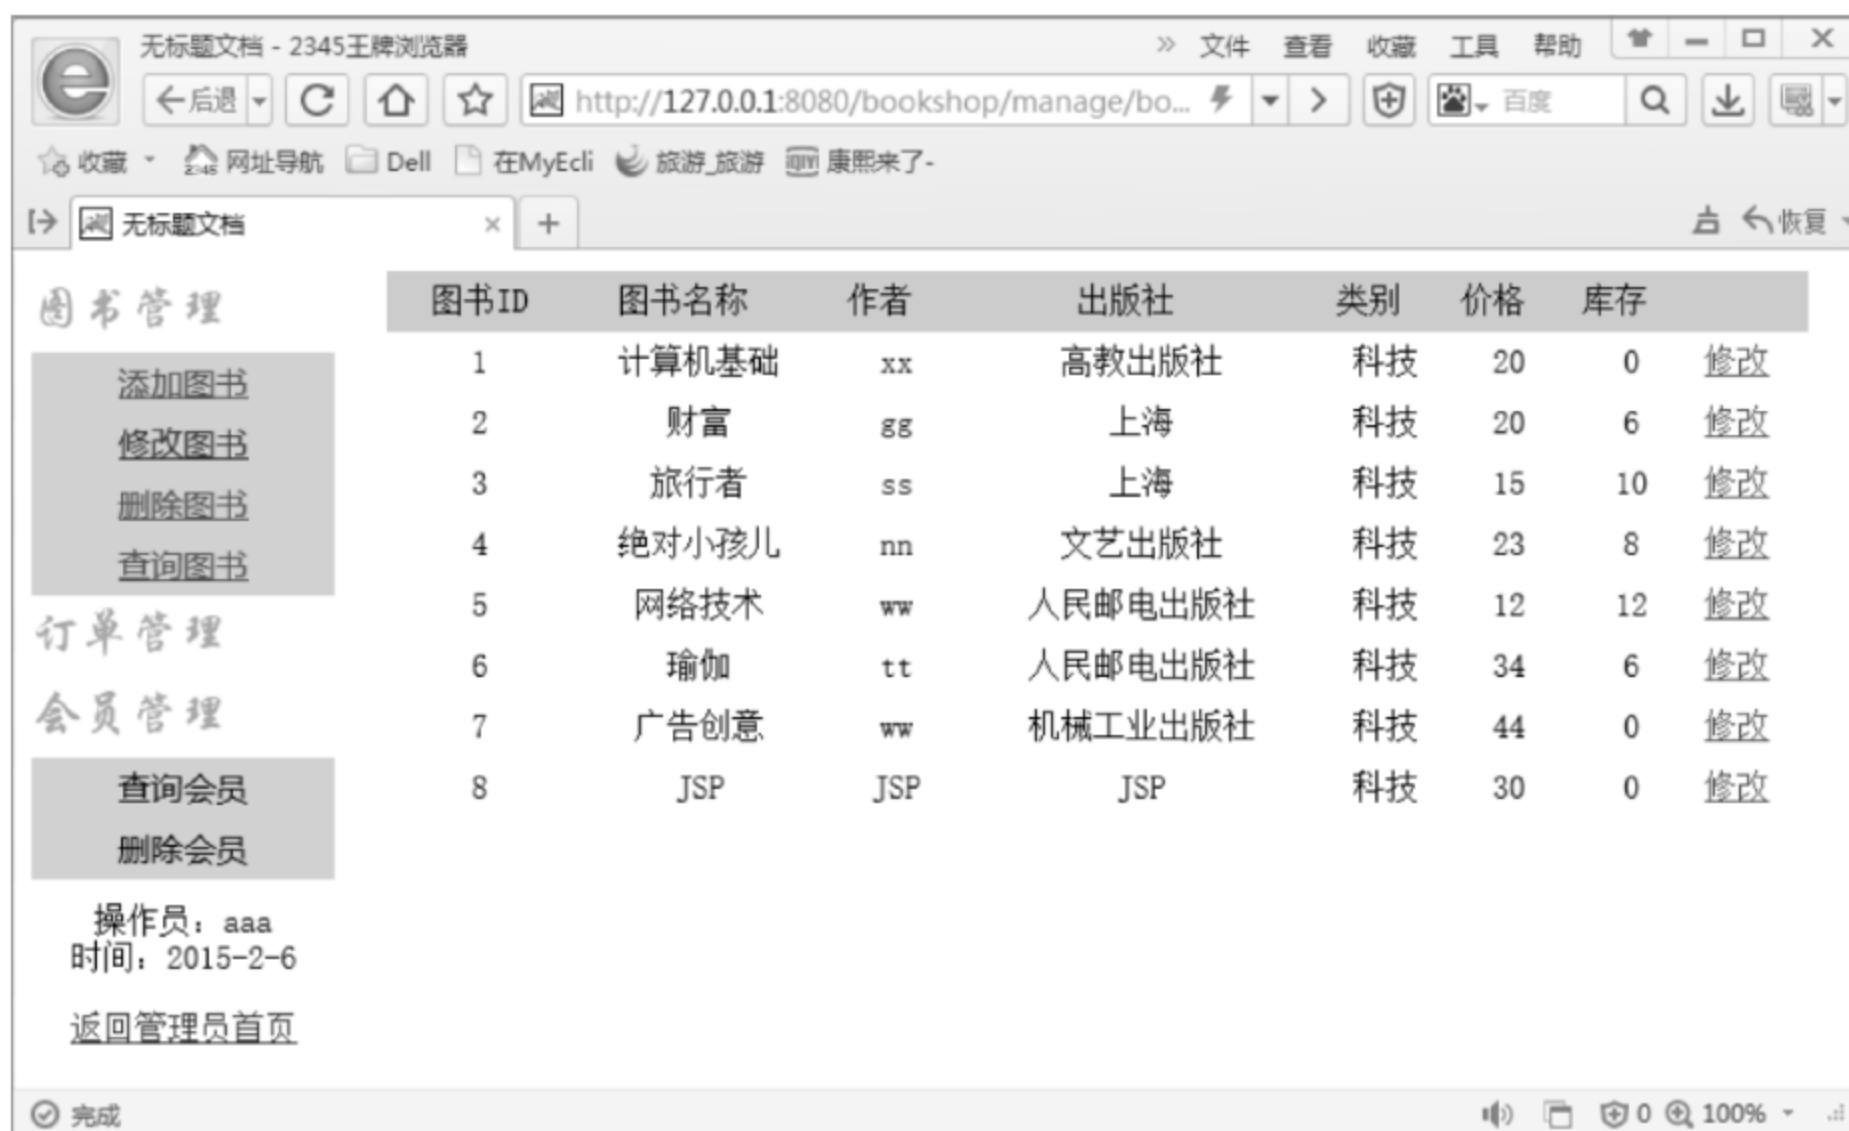 无标题文档 - 2345王牌浏览器 » 文件 查看 收藏 工具 帮助
后退 http://127.0.0.1:8080/bookshop/manage/bo... 百度
收藏 网址导航 Dell 在MyEcli 旅游_旅游 康熙来了-
无标题文档 恢复
图书管理
添加图书
修改图书
删除图书
查询图书
订单管理
会员管理
查询会员
删除会员
操作员：aaa
时间：2015-2-6
返回管理员首页
图书ID 图书名称 作者 出版社 类别 价格 库存
1 计算机基础 xx 高教出版社 科技 20 0 修改
2 财富 gg 上海 科技 20 6 修改
3 旅行者 ss 上海 科技 15 10 修改
4 绝对小孩儿 nn 文艺出版社 科技 23 8 修改
5 网络技术 ww 人民邮电出版社 科技 12 12 修改
6 瑜伽 tt 人民邮电出版社 科技 34 6 修改
7 广告创意 ww 机械工业出版社 科技 44 0 修改
8 JSP JSP JSP 科技 30 0 修改
完成 0 100%